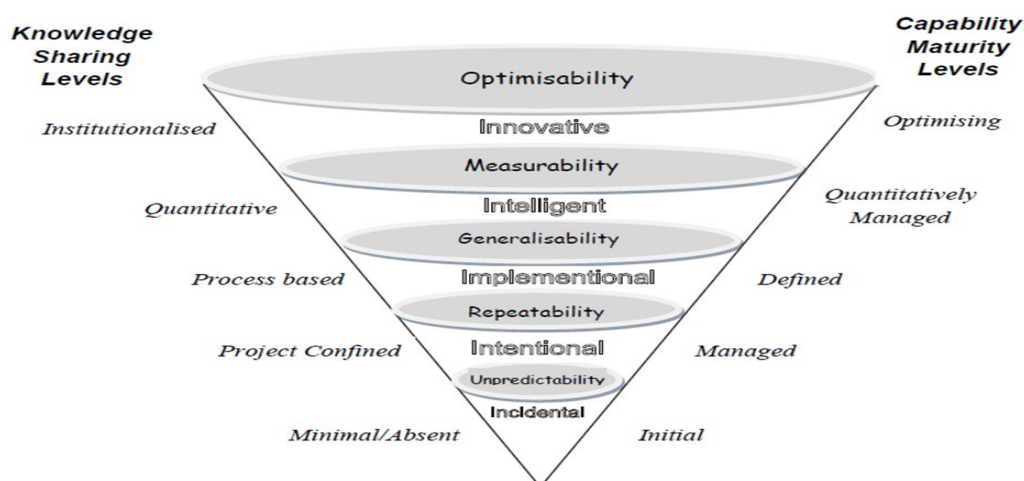 Knowledge
Sharing
Levels
Capability
Maturity
Levels
Optimisability
Institutionalised
Innovative
Optimising
Measurability
Quantitative
Intelligent
Quantitatively
Managed
Generalisability
Process based
Implementional
Defined
Repeatability
Project Confined
Intentional
Managed
Unpredictability
Incidental
Minimal/Absent
Initial